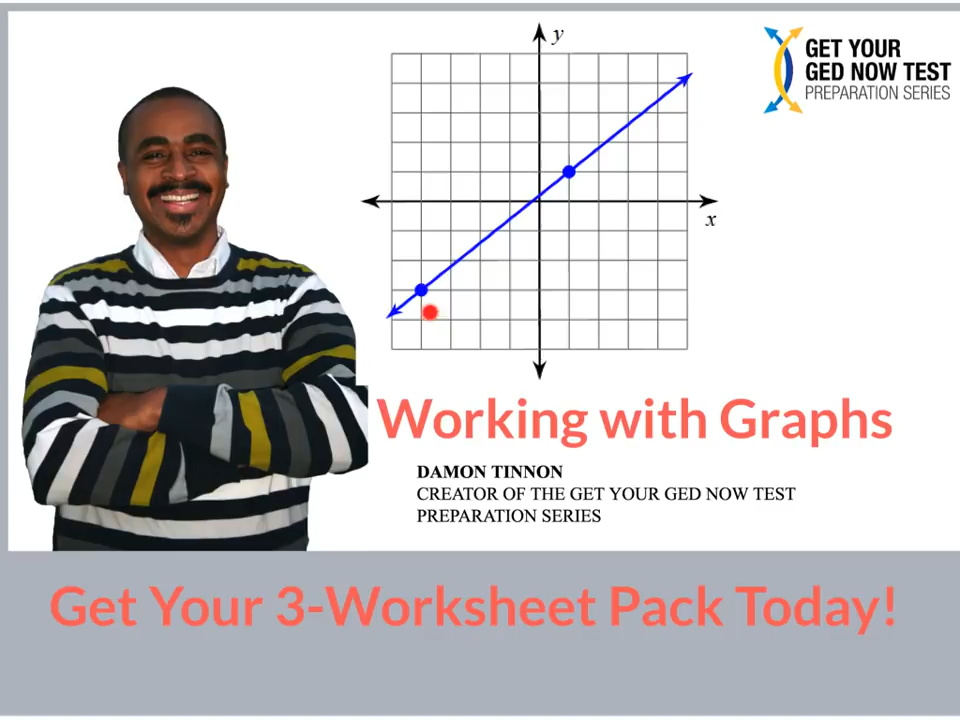 y
GET YOUR
GED NOW TEST
PREPARATION SERIES
x
Working with Graphs
DAMON TINNON
CREATOR OF THE GET YOUR GED NOW TEST
PREPARATION SERIES
Get Your 3-Worksheet Pack Today!